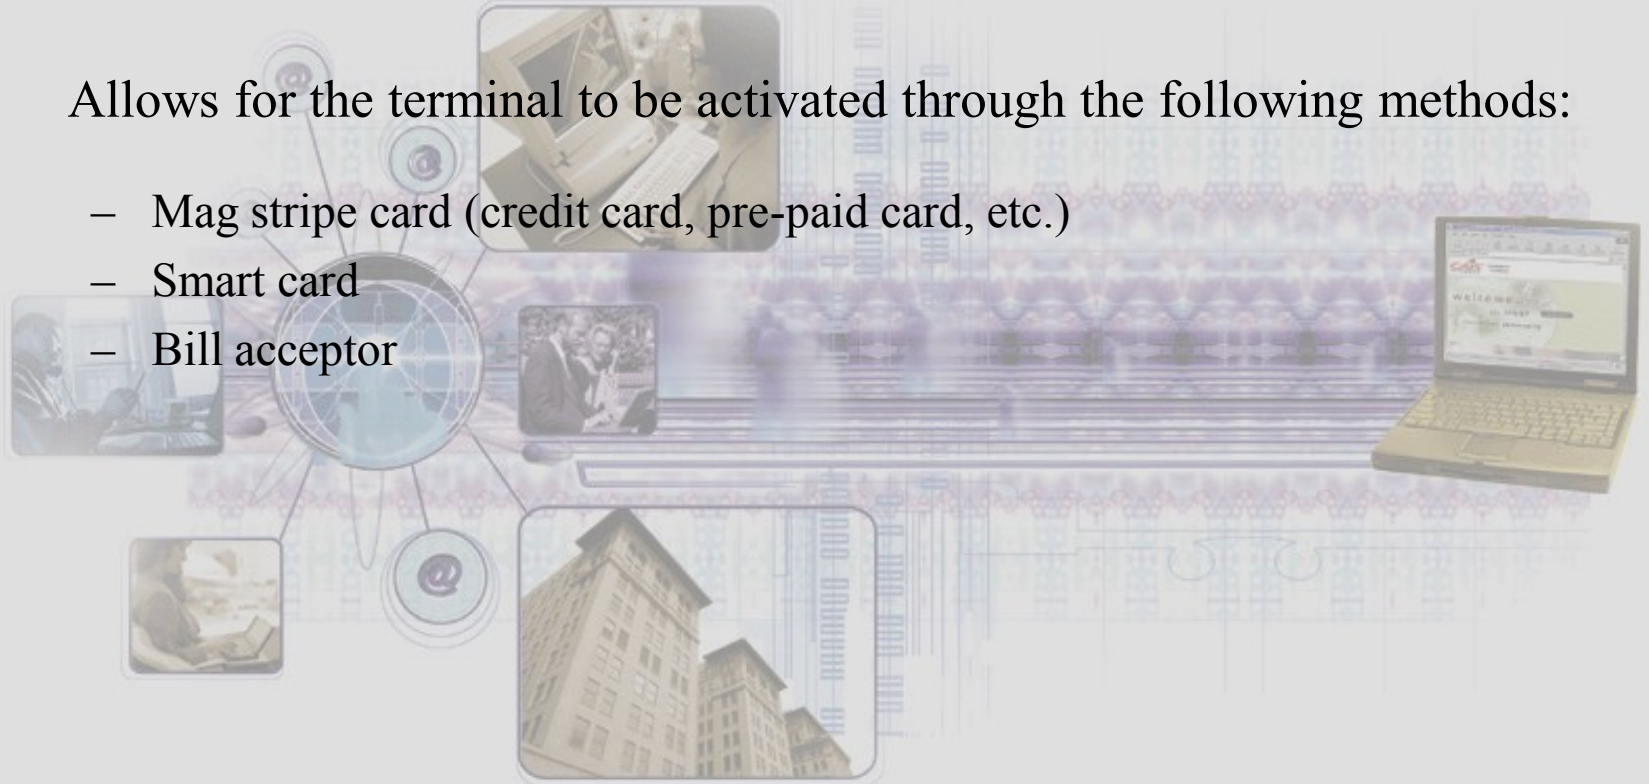 Allows for the terminal to be activated through the following methods:
– Mag stripe card (credit card, pre-paid card, etc.)
– Smart card
– Bill acceptor
@
@
@
welcome